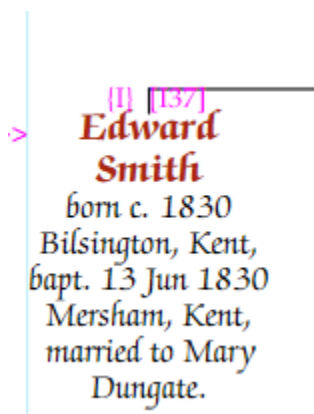 {I} [137]
Edward
Smith
born c. 1830
Bilsington, Kent,
bapt. 13 Jun 1830
Mersham, Kent,
married to Mary
Dungate.